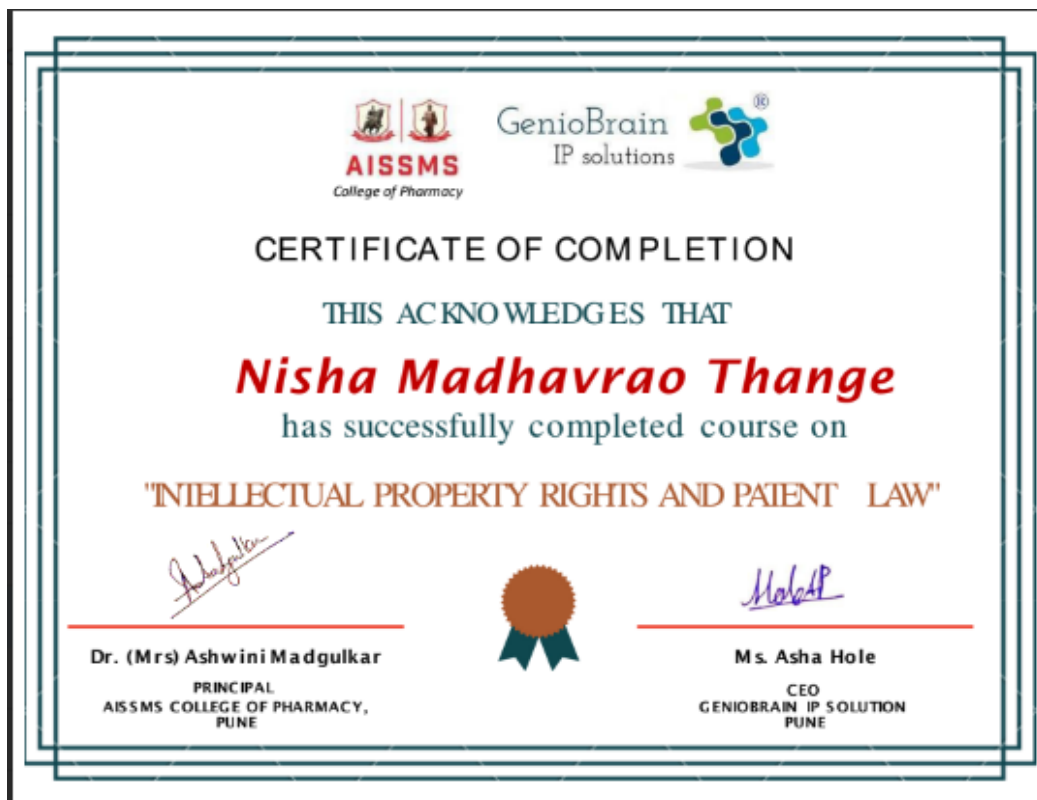 AISSMS
College of Pharmacy
GenioBrain ®
IP solutions
CERTIFICATE OF COMPLETION
THIS ACKNOWLEDGES THAT
Nisha Madhavrao Thange
has successfully completed course on
"INTELLECTUAL PROPERTY RIGHTS AND PATENT LAW"
Dr. (Mrs) Ashwini Madgulkar
PRINCIPAL
AISSMS COLLEGE OF PHARMACY,
PUNE
Ms. Asha Hole
CEO
GENIOBRAIN IP SOLUTION
PUNE